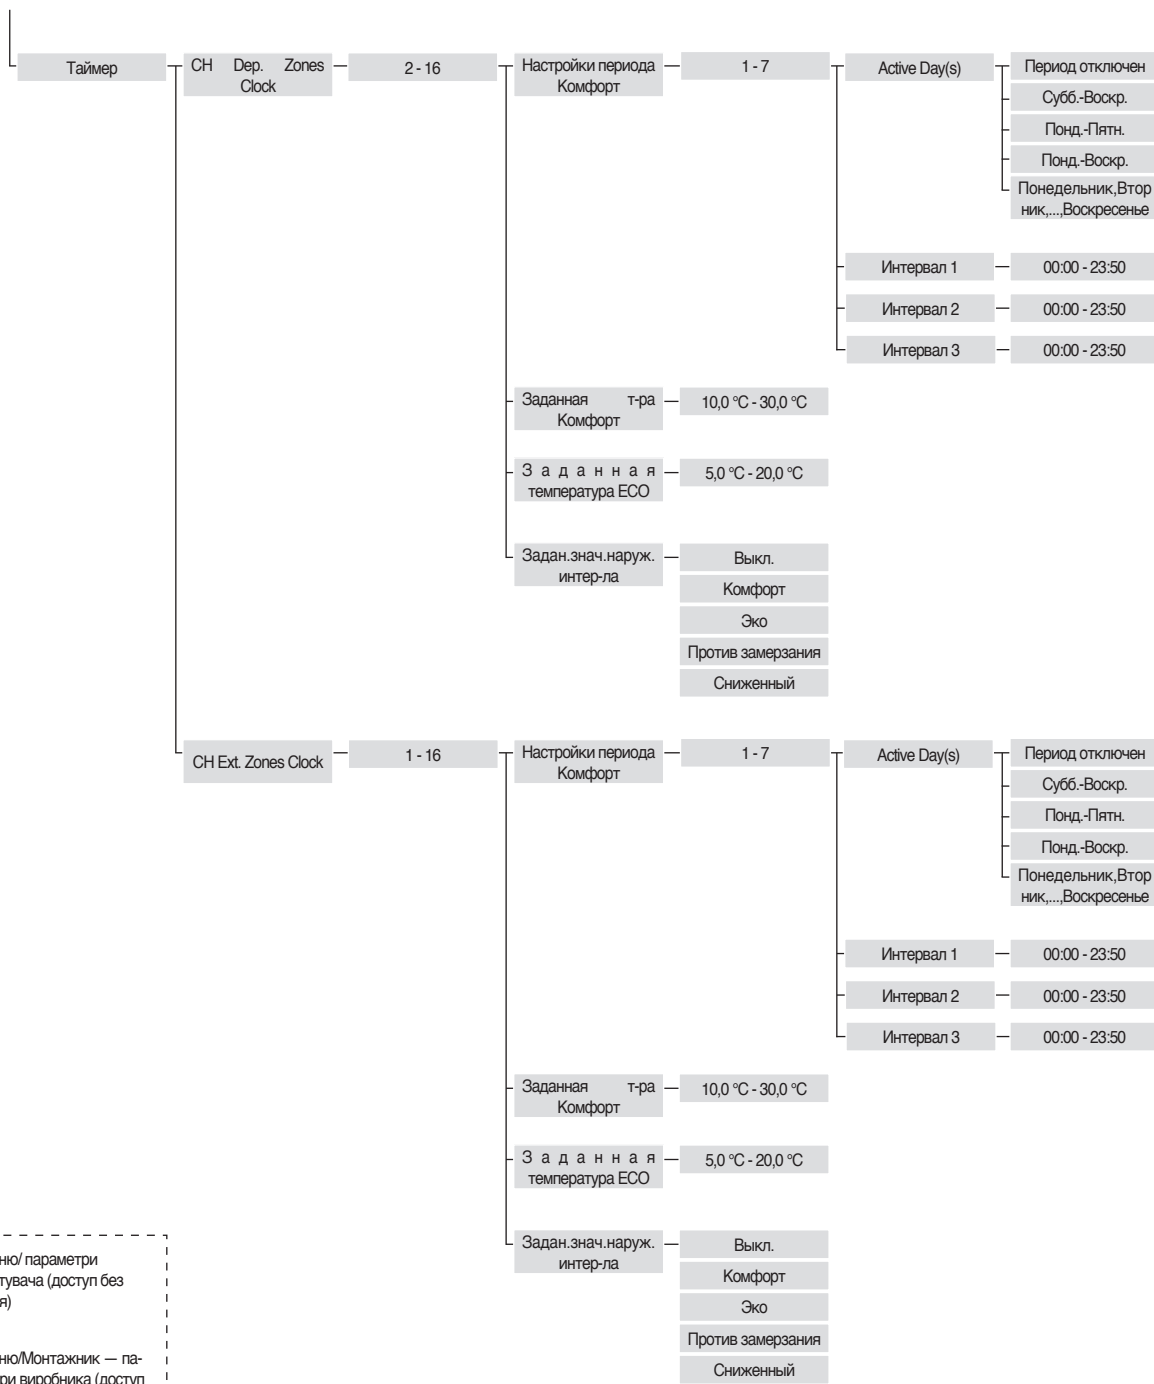 Таймер
CH Dep. Zones
Clock
2 - 16
Настройки периода
Комфорт
1 - 7
Active Day(s)
Период отключен
Субб.-Воскр.
Понд.-Пятн.
Понд.-Воскр.
Понедельник,Втор
ник,...,Воскресенье
Интервал 1
00:00 - 23:50
Интервал 2
00:00 - 23:50
Интервал 3
00:00 - 23:50
Заданная т-ра
Комфорт
10,0 °C - 30,0 °C
Заданная
температура ECO
5,0 °C - 20,0 °C
Задан.знач.наруж.
интер-ла
Выкл.
Комфорт
Эко
Против замерзания
Сниженный
CH Ext. Zones Clock
1 - 16
Настройки периода
Комфорт
1 - 7
Active Day(s)
Период отключен
Субб.-Воскр.
Понд.-Пятн.
Понд.-Воскр.
Понедельник,Втор
ник,...,Воскресенье
Интервал 1
00:00 - 23:50
Интервал 2
00:00 - 23:50
Интервал 3
00:00 - 23:50
Заданная т-ра
Комфорт
10,0 °C - 30,0 °C
Заданная
температура ECO
5,0 °C - 20,0 °C
Задан.знач.наруж.
интер-ла
Выкл.
Комфорт
Эко
Против замерзания
Сниженный
ню/ параметри
тувача (доступ без
я)
ню/Монтажник — па-
ри виробника (доступ